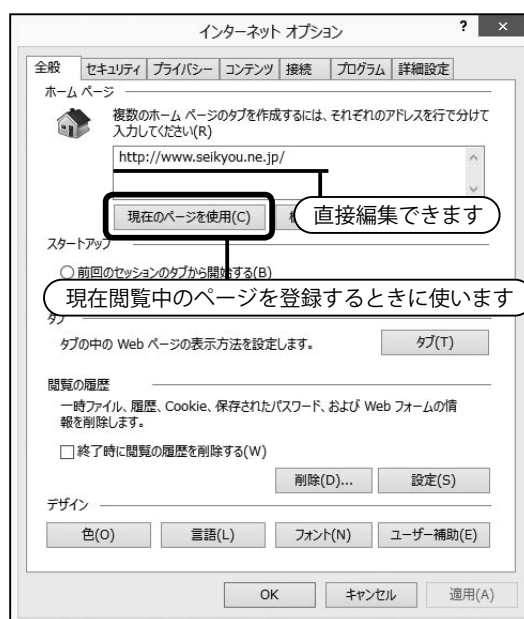 インターネット オプション
? ×
全般 セキュリティ プライバシー コンテンツ 接続 プログラム 詳細設定
ホーム ページ
複数のホーム ページのタブを作成するには、それぞれのアドレスを行で分けて
入力してください(R)
http://www.seikyou.ne.jp/
現在のページを使用(C)
直接編集できます
スタートアップ
前回のセッションのタブから開始する(B)
現在閲覧中のページを登録するときに使います
タブ
タブの中の Web ページの表示方法を設定します。
タブ(T)
閲覧の履歴
一時ファイル、履歴、Cookie、保存されたパスワード、および Web フォームの情
報を削除します。
終了時に閲覧の履歴を削除する(W)
削除(D)... 設定(S)
デザイン
色(O) 言語(L) フォント(N) ユーザー補助(E)
OK キャンセル 適用(A)